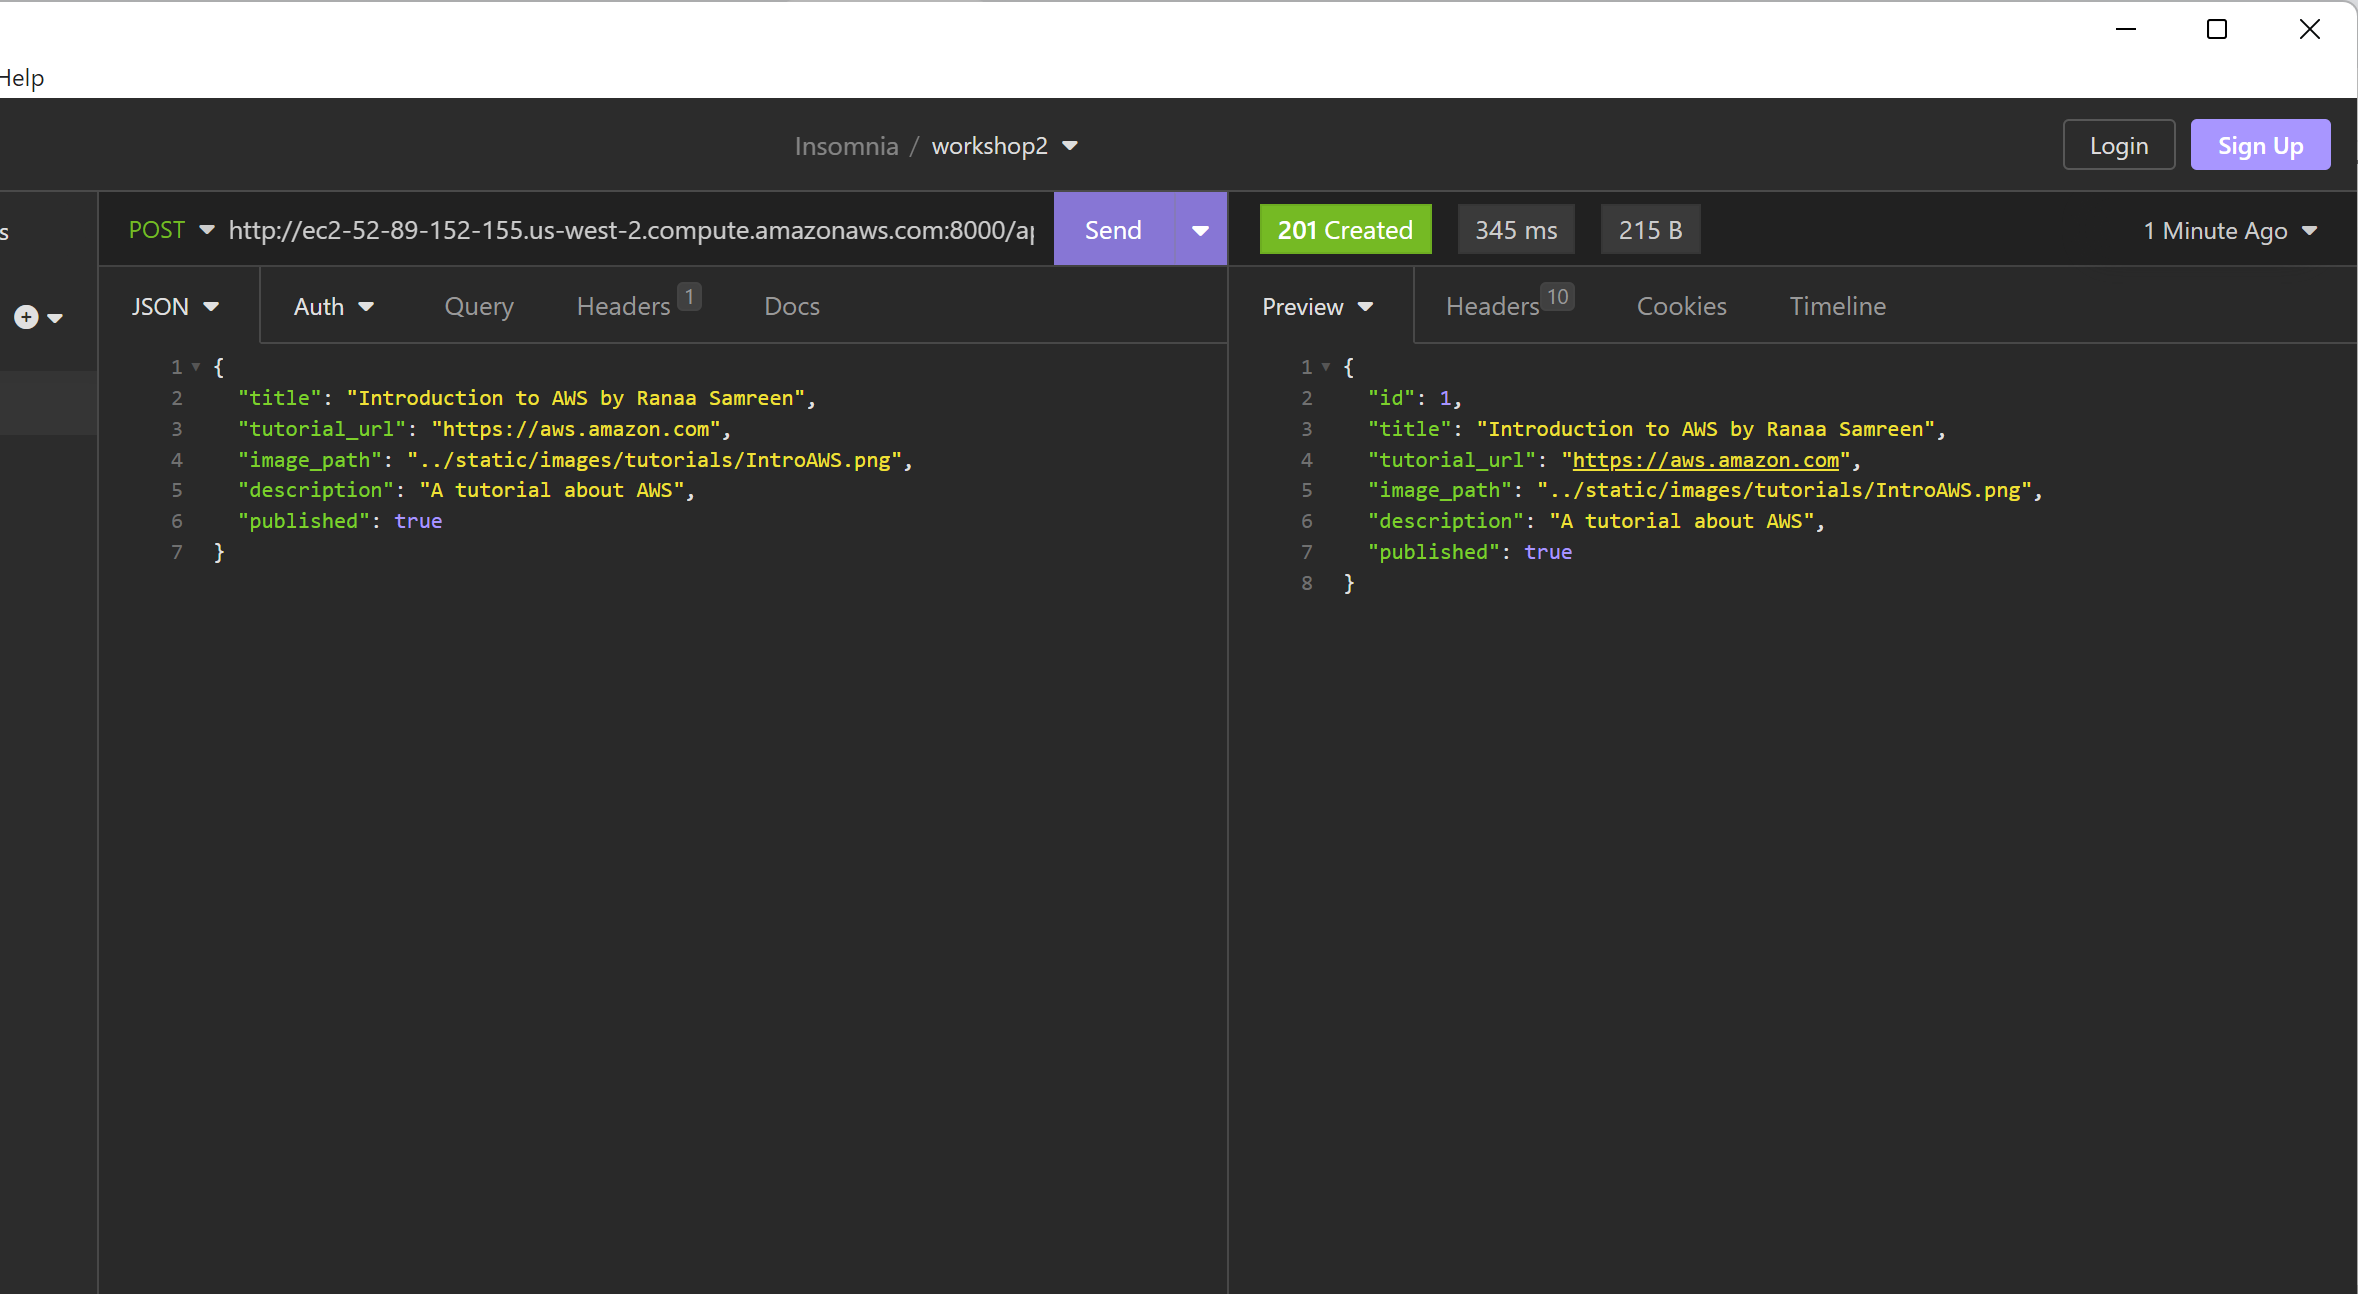 Help
Insomnia / workshop2
Login
Sign Up
s
POST http://ec2-52-89-152-155.us-west-2.compute.amazonaws.com:8000/ap
Send
201 Created
345 ms
215 B
1 Minute Ago
JSON
Auth
Query
Headers 1
Docs
Preview
Headers 10
Cookies
Timeline
1 {
2 "title": "Introduction to AWS by Ranaa Samreen",
3 "tutorial_url": "https://aws.amazon.com",
4 "image_path": "../static/images/tutorials/IntroAWS.png",
5 "description": "A tutorial about AWS",
6 "published": true
7 }
1 {
2 "id": 1,
3 "title": "Introduction to AWS by Ranaa Samreen",
4 "tutorial_url": "https://aws.amazon.com",
5 "image_path": "../static/images/tutorials/IntroAWS.png",
6 "description": "A tutorial about AWS",
7 "published": true
8 }